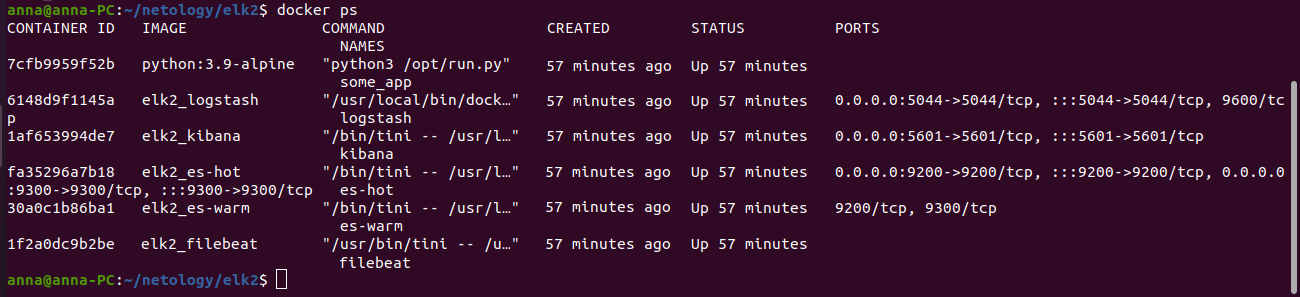 anna@anna-PC:~/netology/elk2$ docker ps
CONTAINER ID   IMAGE               COMMAND                  CREATED          STATUS          PORTS
NAMES
7cfb9959f52b   python:3.9-alpine   "python3 /opt/run.py"    57 minutes ago   Up 57 minutes
some_app
6148d9f1145a   elk2_logstash       "/usr/local/bin/dock…"   57 minutes ago   Up 57 minutes   0.0.0.0:5044->5044/tcp, :::5044->5044/tcp, 9600/tc
p                                    logstash
1af653994de7   elk2_kibana         "/bin/tini -- /usr/l…"   57 minutes ago   Up 57 minutes   0.0.0.0:5601->5601/tcp, :::5601->5601/tcp
kibana
fa35296a7b18   elk2_es-hot         "/bin/tini -- /usr/l…"   57 minutes ago   Up 57 minutes   0.0.0.0:9200->9200/tcp, :::9200->9200/tcp, 0.0.0.0
:9300->9300/tcp, :::9300->9300/tcp   es-hot
30a0c1b86ba1   elk2_es-warm        "/bin/tini -- /usr/l…"   57 minutes ago   Up 57 minutes   9200/tcp, 9300/tcp
es-warm
1f2a0dc9b2be   elk2_filebeat       "/usr/bin/tini -- /u…"   57 minutes ago   Up 57 minutes
filebeat
anna@anna-PC:~/netology/elk2$